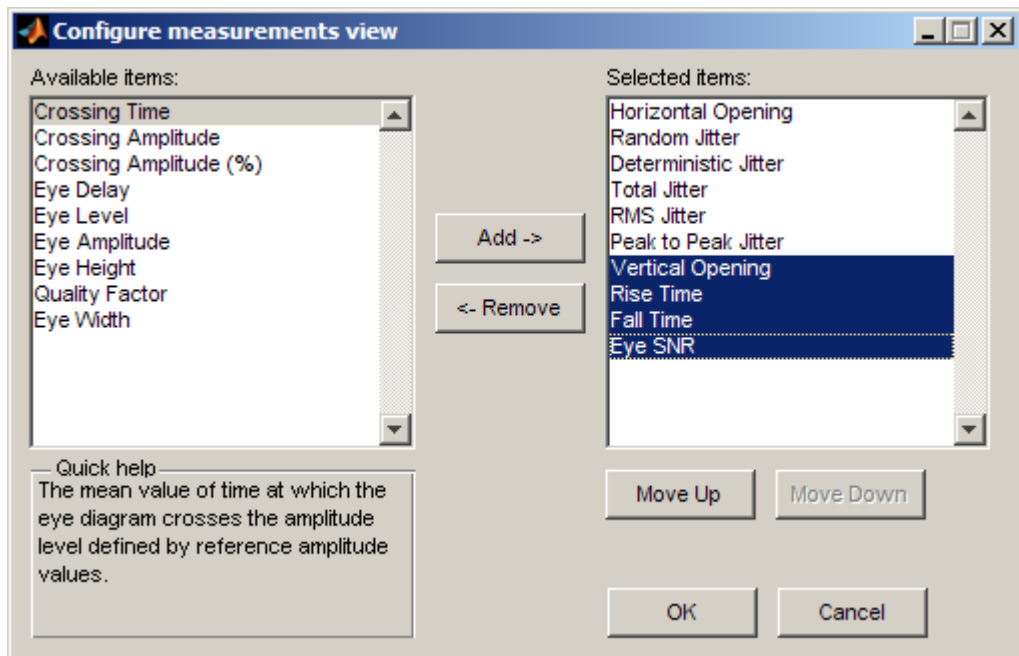 Configure measurements view
Available items:
Crossing Time
Crossing Amplitude
Crossing Amplitude (%)
Eye Delay
Eye Level
Eye Amplitude
Eye Height
Quality Factor
Eye Width
Add ->
<- Remove
Selected items:
Horizontal Opening
Random Jitter
Deterministic Jitter
Total Jitter
RMS Jitter
Peak to Peak Jitter
Vertical Opening
Rise Time
Fall Time
Eye SNR
Quick help
The mean value of time at which the
eye diagram crosses the amplitude
level defined by reference amplitude
values.
Move Up
Move Down
OK
Cancel